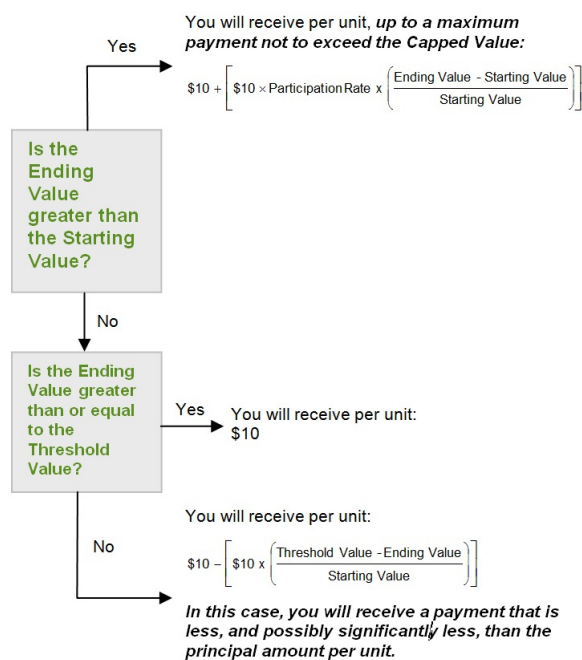 You will receive per unit, up to a maximum
payment not to exceed the Capped Value:
Yes
$10 + [ $10 × Participation Rate x ( (Ending Value - Starting Value) / Starting Value ) ]
Is the
Ending
Value
greater than
the Starting
Value?
No
Is the Ending
Value greater
than or equal
to the
Threshold
Value?
Yes
You will receive per unit:
$10
You will receive per unit:
No
$10 − [ $10 x ( (Threshold Value - Ending Value) / Starting Value ) ]
In this case, you will receive a payment that is
less, and possibly significantly less, than the
principal amount per unit.